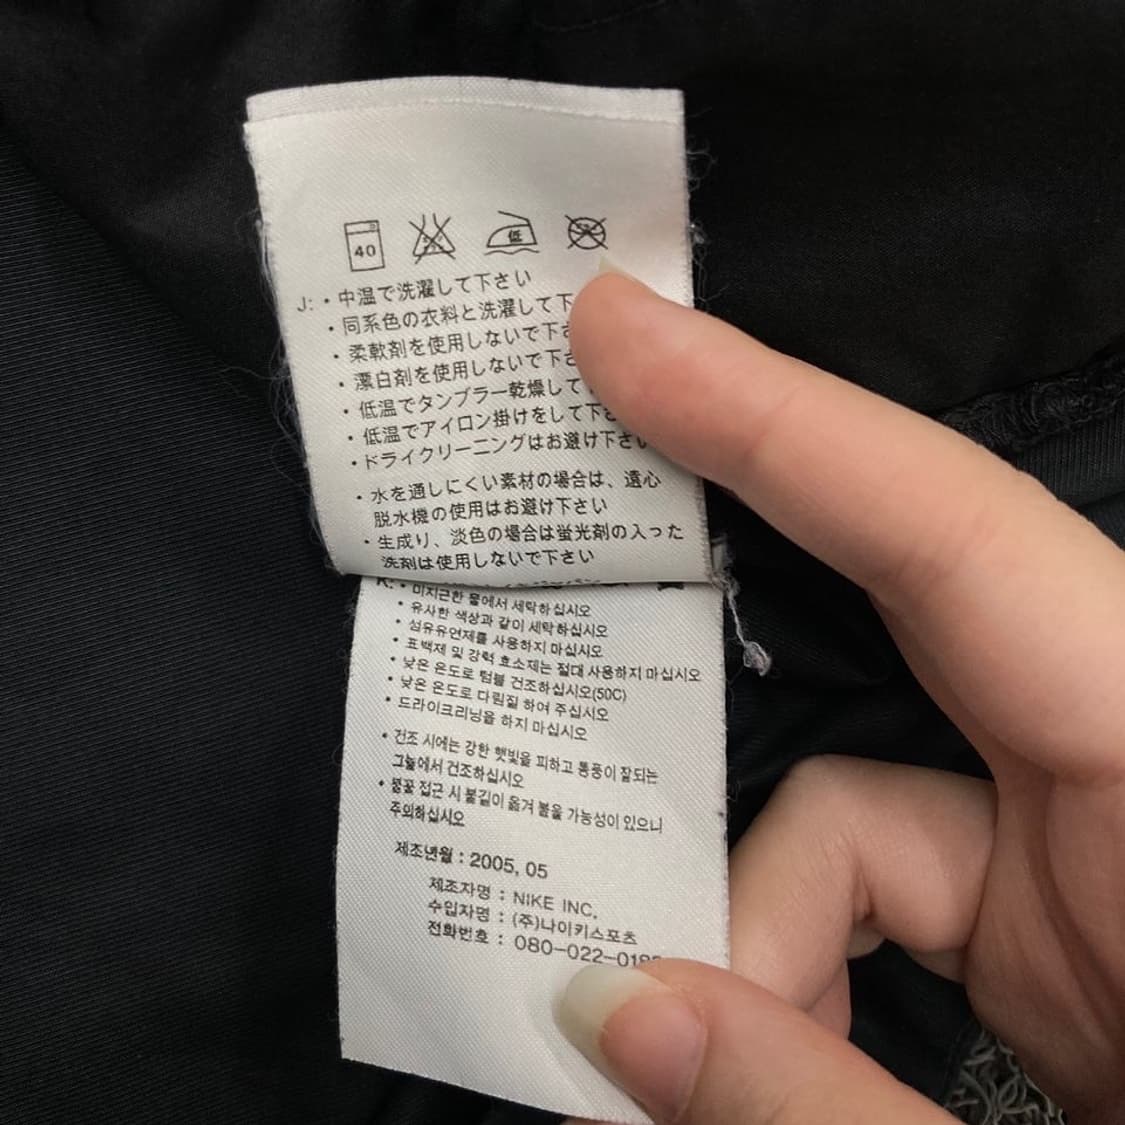 40
低
J: ・中温で洗濯して下さい
・同系色の衣料と洗濯して下
・柔軟剤を使用しないで下さ
・漂白剤を使用しないで下さ
・低温でタンブラー乾燥して
・低温でアイロン掛けをして下さ
・ドライクリーニングはお避け下さい
・水を通しにくい素材の場合は、遠心
脱水機の使用はお避け下さい
・生成り、淡色の場合は蛍光剤の入った
洗剤は使用しないで下さい
K: • 미지근한 물에서 세탁하십시오
• 유사한 색상과 같이 세탁하십시오
• 섬유유연제를 사용하지 마십시오
• 표백제 및 강력 효소제는 절대 사용하지 마십시오
• 낮은 온도로 텀블 건조하십시오(50C)
• 낮은 온도로 다림질 하여 주십시오
• 드라이크리닝을 하지 마십시오
• 건조 시에는 강한 햇빛을 피하고 통풍이 잘되는
그늘에서 건조하십시오
• 불꽃 접근 시 불길이 옮겨 붙을 가능성이 있으니
주의하십시오
제조년월 : 2005, 05
제조자명 : NIKE INC.
수입자명 : (주)나이키스포츠
전화번호 : 080-022-018